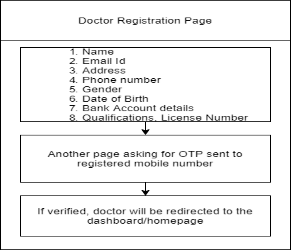 Doctor Registration Page
1. Name
2. Email Id
3. Address
4. Phone number
5. Gender
6. Date of Birth
7. Bank Account details
8. Qualifications, License Number
Another page asking for OTP sent to
registered mobile number
If verified, doctor will be redirected to the
dashboard/homepage